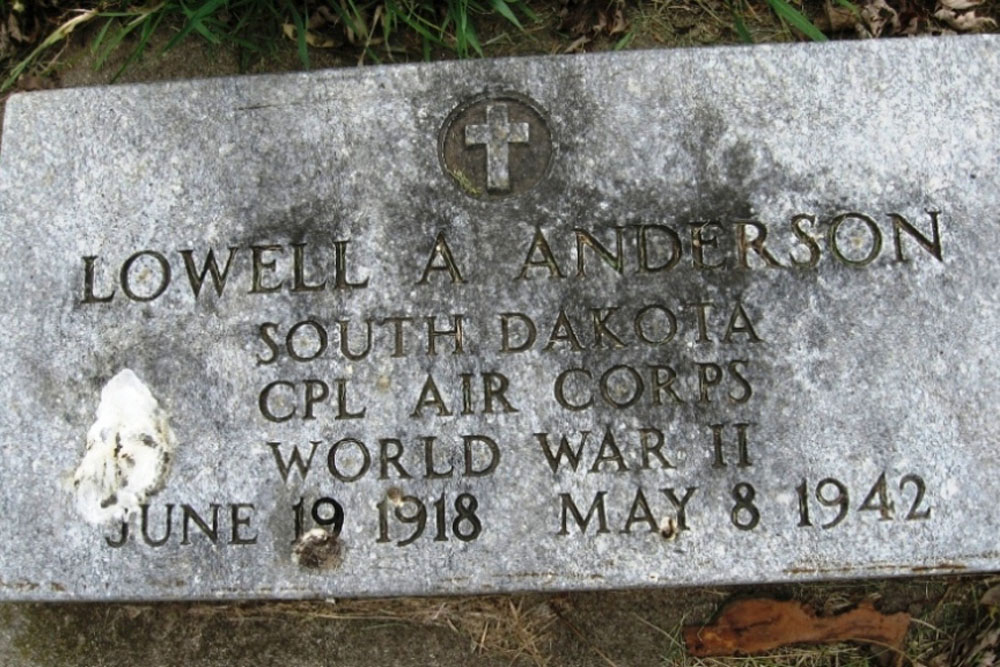 LOWELL A ANDERSON
SOUTH DAKOTA
CPL AIR CORPS
WORLD WAR II
JUNE 19 1918 MAY 8 1942